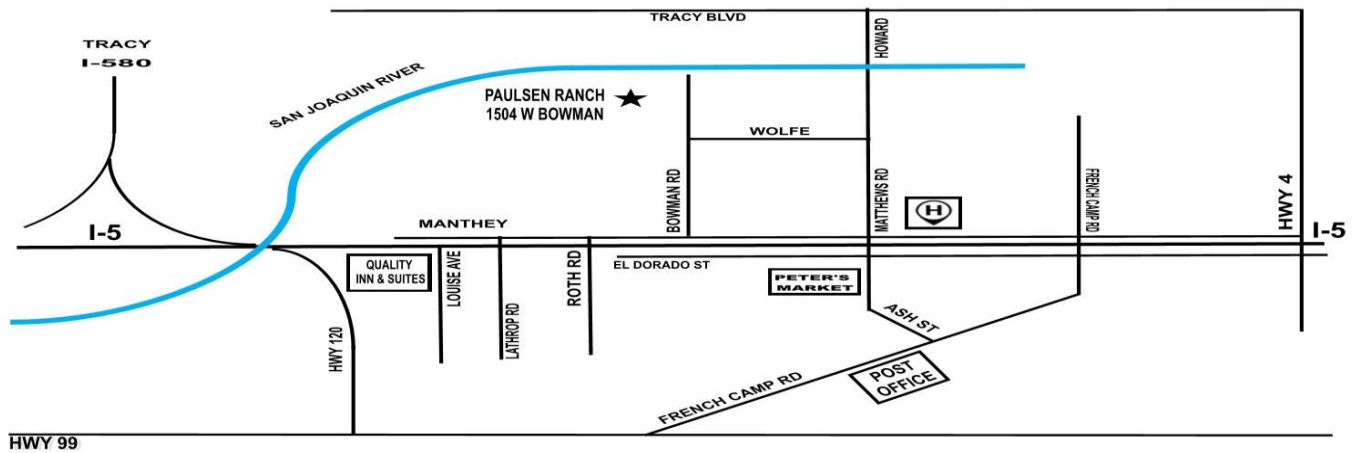 TRACY BLVD
TRACY
I-580
HOWARD
SAN JOAQUIN RIVER
PAULSEN RANCH
1504 W BOWMAN
WOLFE
BOWMAN RD
MATTHEWS RD
H
FRENCH CAMP RD
HWY 4
MANTHEY
I-5
I-5
QUALITY
INN & SUITES
LOUISE AVE
LATHROP RD
ROTH RD
EL DORADO ST
PETER'S
MARKET
ASH ST
HWY 120
POST
OFFICE
FRENCH CAMP RD
HWY 99